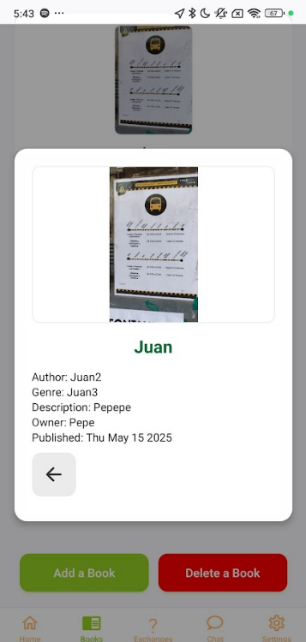 5:43
67
Juan
Author: Juan2
Genre: Juan3
Description: Pepepe
Owner: Pepe
Published: Thu May 15 2025
Add a Book
Delete a Book
Home
Books
Exchanges
Chat
Settings